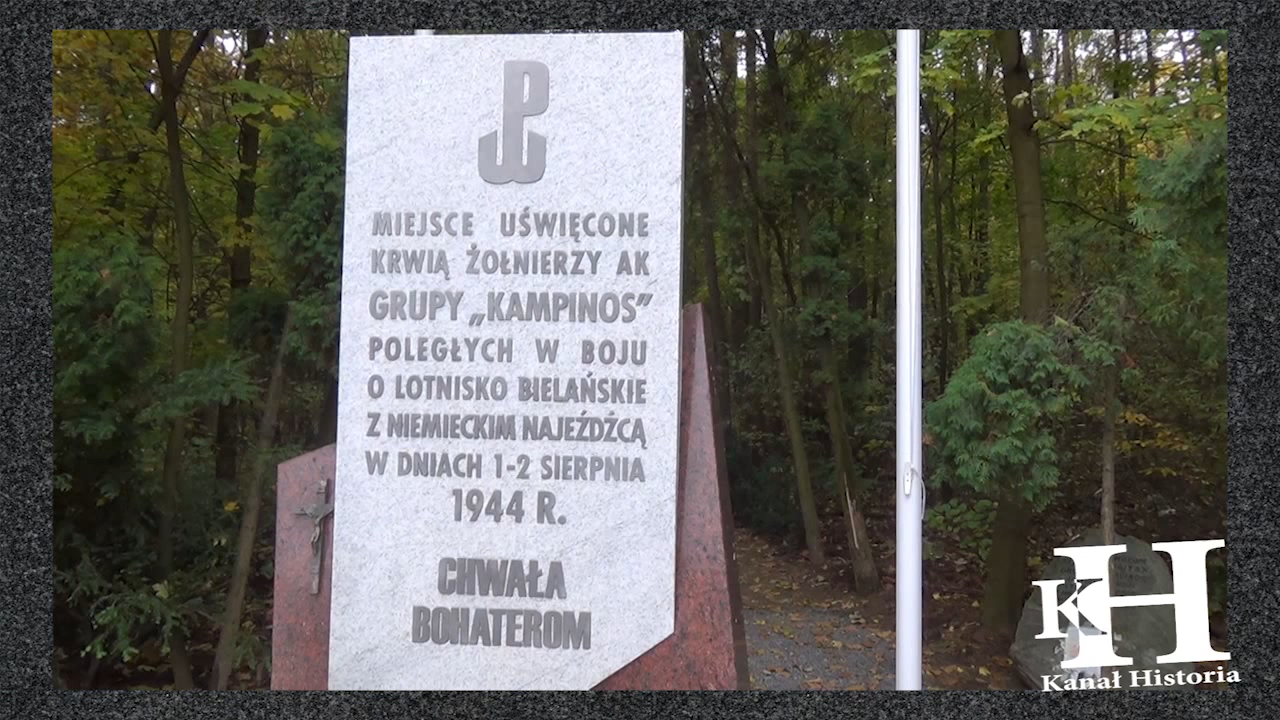 MIEJSCE UŚWIĘCONE
KRWIĄ ŻOŁNIERZY AK
GRUPY „KAMPINOS”
POLEGŁYCH W BOJU
O LOTNISKO BIELAŃSKIE
Z NIEMIECKIM NAJEŹDŹCĄ
W DNIACH 1-2 SIERPNIA
1944 R.
CHWAŁA
BOHATEROM
KH
Kanał Historia